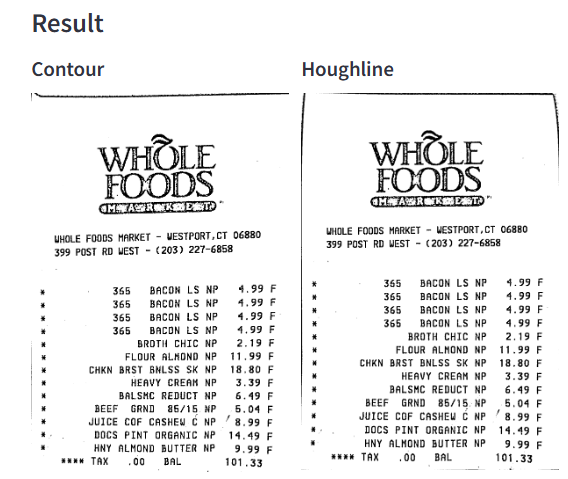 Result
Contour
WHOLE
FOODS
MARKET
WHOLE FOODS MARKET - WESTPORT,CT 06880
399 POST RD WEST - (203) 227-6858
* 365 BACON LS NP 4.99 F
* 365 BACON LS NP 4.99 F
* 365 BACON LS NP 4.99 F
* 365 BACON LS NP 4.99 F
* BROTH CHIC NP 2.19 F
* FLOUR ALMOND NP 11.99 F
* CHKN BRST BNLSS SK NP 18.80 F
* HEAVY CREAM NP 3.39 F
* BALSMC REDUCT NP 6.49 F
* BEEF GRND 85/15 NP 5.04 F
* JUICE COF CASHEW C NP 8.99 F
* DOCS PINT ORGANIC NP 14.49 F
* HNY ALMOND BUTTER NP 9.99 F
**** TAX .00 BAL 101.33
Houghline
WHOLE
FOODS
MARKET
WHOLE FOODS MARKET - WESTPORT,CT 06880
399 POST RD WEST - (203) 227-6858
* 365 BACON LS NP 4.99 F
* 365 BACON LS NP 4.99 F
* 365 BACON LS NP 4.99 F
* 365 BACON LS NP 4.99 F
* BROTH CHIC NP 2.19 F
* FLOUR ALMOND NP 11.99 F
* CHKN BRST BNLSS SK NP 18.80 F
* HEAVY CREAM NP 3.39 F
* BALSMC REDUCT NP 6.49 F
* BEEF GRND 85/15 NP 5.04 F
* JUICE COF CASHEW C NP 8.99 F
* DOCS PINT ORGANIC NP 14.49 F
* HNY ALMOND BUTTER NP 9.99 F
**** TAX .00 BAL 101.33